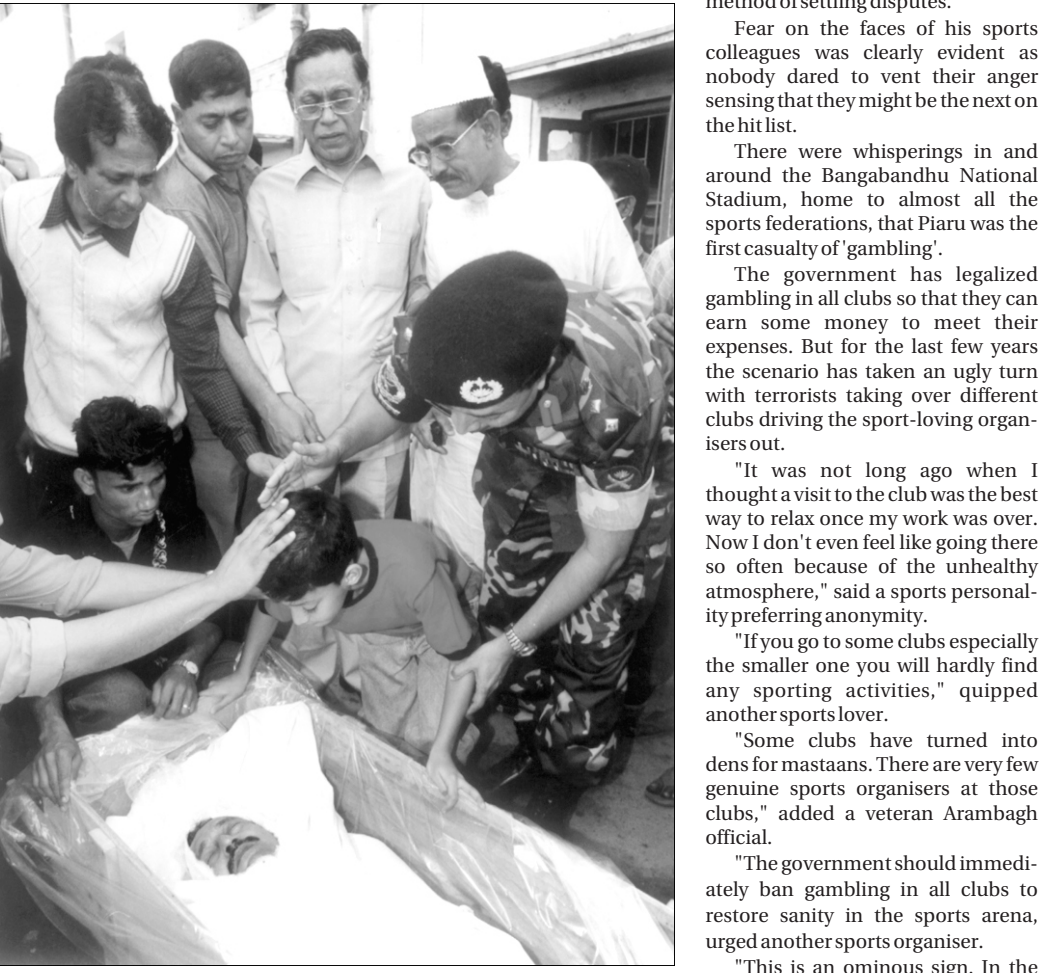 method of settling disputes.
Fear on the faces of his sports
colleagues was clearly evident as
nobody dared to vent their anger
sensing that they might be the next on
the hit list.
There were whisperings in and
around the Bangabandhu National
Stadium, home to almost all the
sports federations, that Piaru was the
first casualty of 'gambling'.
The government has legalized
gambling in all clubs so that they can
earn some money to meet their
expenses. But for the last few years
the scenario has taken an ugly turn
with terrorists taking over different
clubs driving the sport-loving organ-
isers out.
"It was not long ago when I
thought a visit to the club was the best
way to relax once my work was over.
Now I don't even feel like going there
so often because of the unhealthy
atmosphere," said a sports personal-
ity preferring anonymity.
"If you go to some clubs especially
the smaller one you will hardly find
any sporting activities," quipped
another sports lover.
"Some clubs have turned into
dens for mastaans. There are very few
genuine sports organisers at those
clubs," added a veteran Arambagh
official.
"The government should immedi-
ately ban gambling in all clubs to
restore sanity in the sports arena,
urged another sports organiser.
"This is an ominous sign. In the